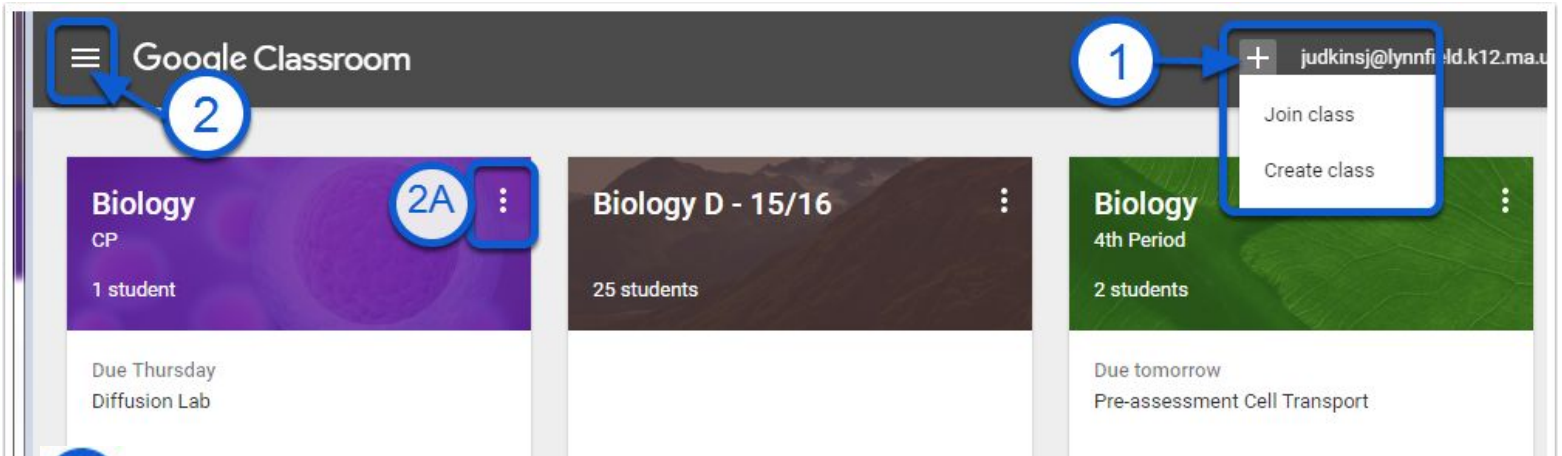 Google Classroom
1
judkinsj@lynnfield.k12.ma.u
2
Join class
Create class
Biology
CP
1 student
2A
Biology D - 15/16
25 students
Biology
4th Period
2 students
Due Thursday
Diffusion Lab
Due tomorrow
Pre-assessment Cell Transport